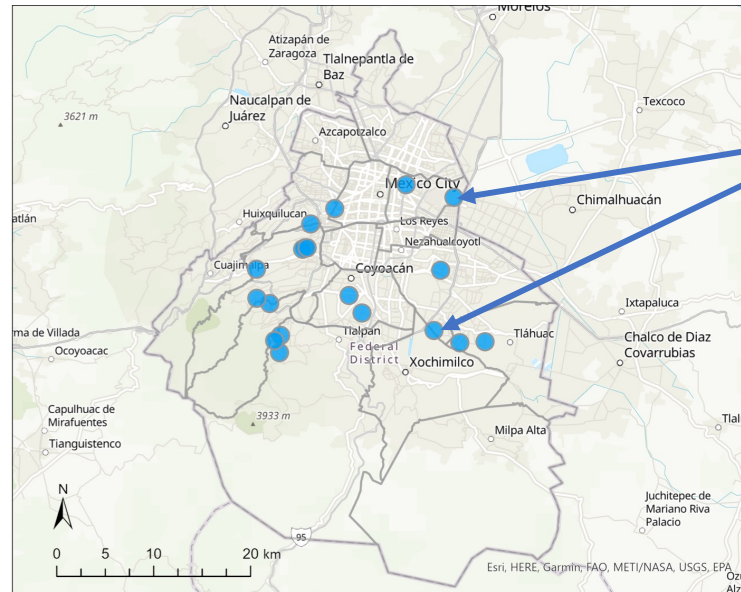 Morelos
Atizapán de
Zaragoza
Tlalnepantla de
Baz
3621 m
Naucalpan de
Juárez
Texcoco
Azcapotzalco
Mexico City
Chimalhuacán
atlán
Huixquilucan
Los Reyes
Nezahualcoyotl
Cuajimalpa
Coyoacán
Ixtapaluca
ma de Villada
Tlalpan
Tláhuac
Chalco de Diaz
Covarrubias
Ocoyoacac
Federal
District
Xochimilco
Capulhuac de
Mirafuentes
3933 m
Tlal
Milpa Alta
Tianguistenco
Juchitepec de
Mariano Riva
Palacio
N
95
0 5 10 20 km
Esri, HERE, Garmin, FAO, METI/NASA, USGS, EPA
Ozu
Alz